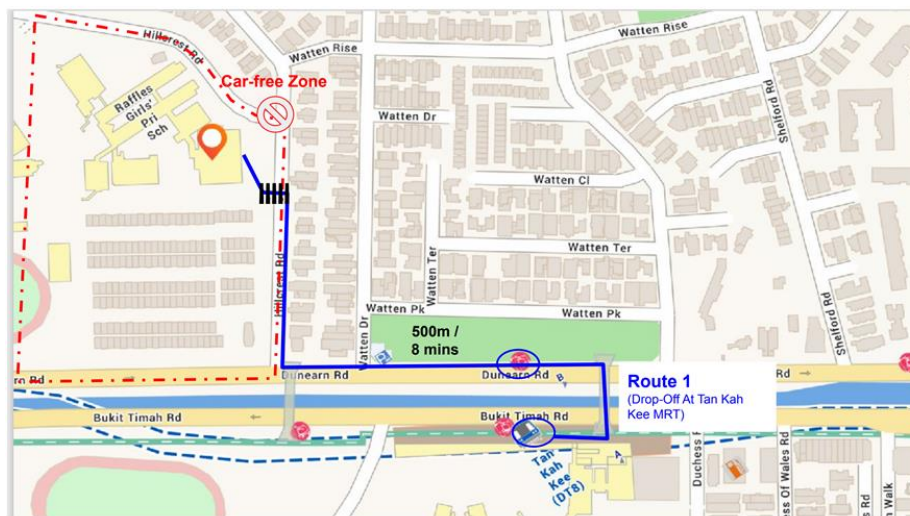 Hillcrest Rd
Watten Rise
Watten Rise
Car-free Zone
Raffles
Girls'
Pri
Sch
Shelford Rd
Watten Dr
Watten Cl
Watten Ter
Watten Ter
Hillcrest Rd
Watten Dr
Watten Pk
Watten Pk
Shelford Rd
500m /
8 mins
Dunearn Rd
Dunearn Rd
B
Route 1
(Drop-Off At Tan Kah
Kee MRT)
Bukit Timah Rd
Bukit Timah Rd
Tan
Kah
Kee
(DT8)
A
Of Wales Rd